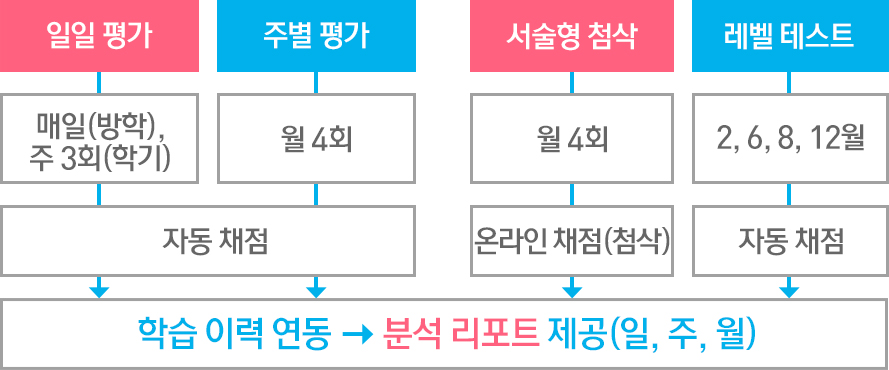 일일 평가
주별 평가
서술형 첨삭
레벨 테스트
매일(방학),
주 3회(학기)
월 4회
월 4회
2, 6, 8, 12월
자동 채점
온라인 채점(첨삭)
자동 채점
학습 이력 연동 → 분석 리포트 제공(일, 주, 월)